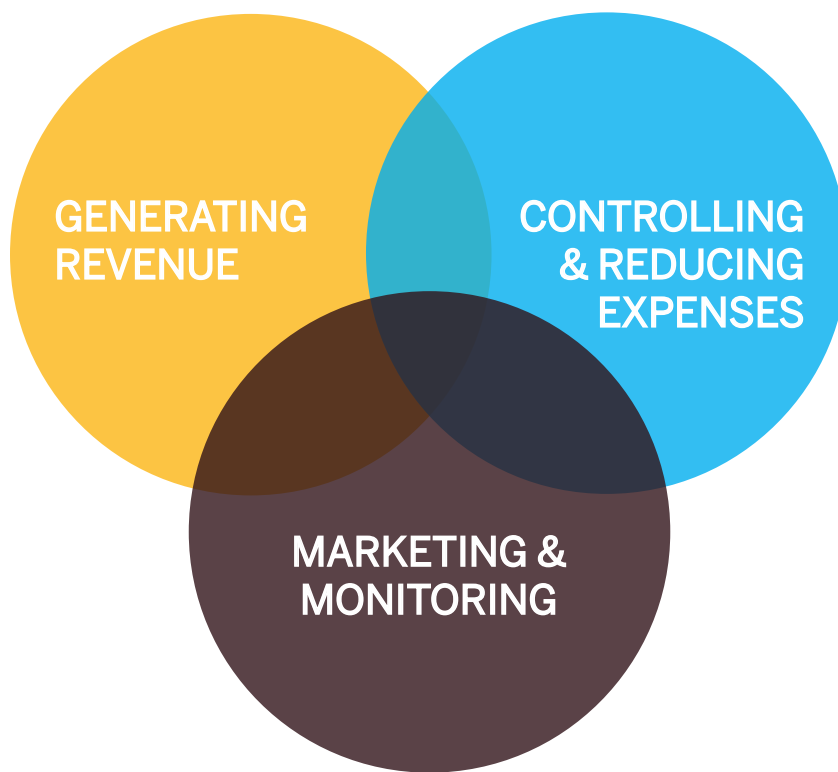 GENERATING
REVENUE
CONTROLLING
& REDUCING
EXPENSES
MARKETING &
MONITORING